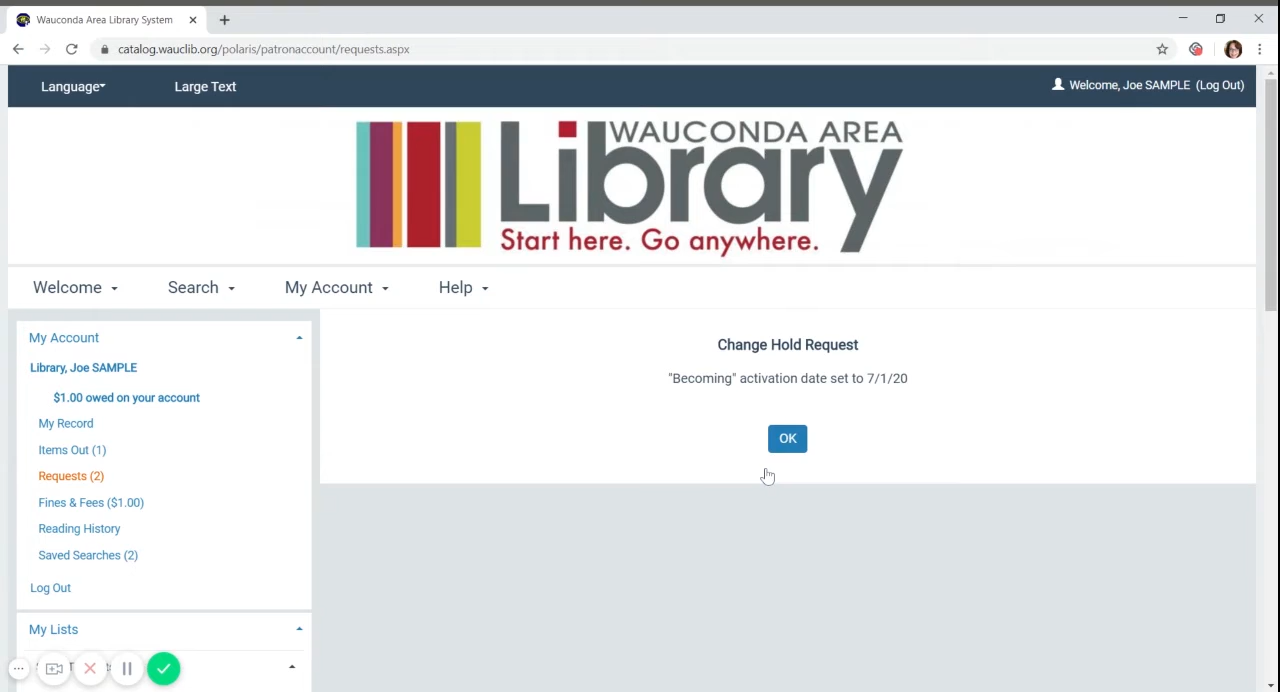 Wauconda Area Library System
catalog.wauclib.org/polaris/patronaccount/requests.aspx
Language
Large Text
Welcome, Joe SAMPLE (Log Out)
WAUCONDA AREA
Library
Start here. Go anywhere.
Welcome
Search
My Account
Help
My Account
Library, Joe SAMPLE
$1.00 owed on your account
My Record
Items Out (1)
Requests (2)
Fines & Fees ($1.00)
Reading History
Saved Searches (2)
Log Out
My Lists
Change Hold Request
"Becoming" activation date set to 7/1/20
OK